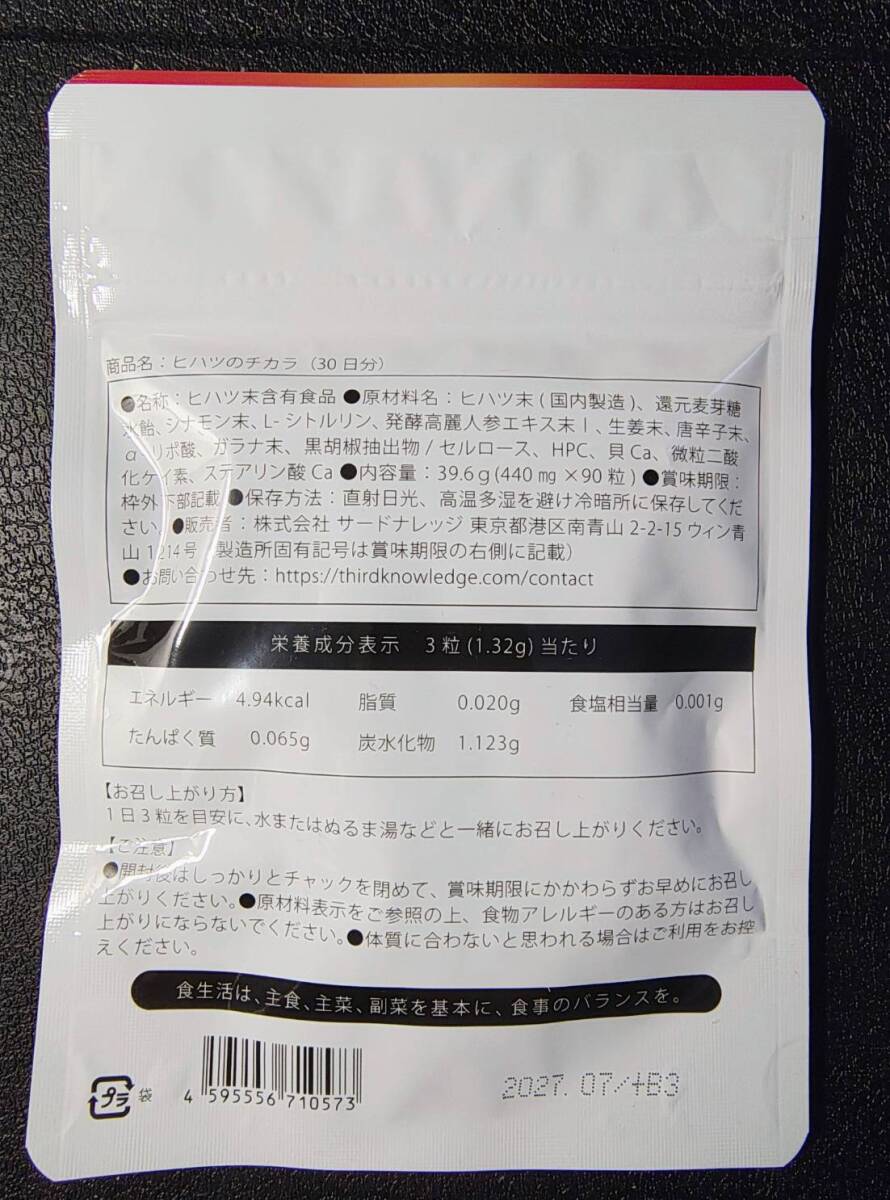 商品名：ヒハツのチカラ（30日分）
●名称：ヒハツ末含有食品 ●原材料名：ヒハツ末(国内製造)、還元麦芽糖
水飴、シナモン末、L-シトルリン、発酵高麗人参エキス末I、生姜末、唐辛子末、
α-リポ酸、ガラナ末、黒胡椒抽出物/セルロース、HPC、貝Ca、微粒二酸
化ケイ素、ステアリン酸Ca ●内容量：39.6g(440mg×90粒) ●賞味期限：
枠外下部記載 ●保存方法：直射日光、高温多湿を避け冷暗所に保存してくだ
さい。●販売者：株式会社 サードナレッジ 東京都港区南青山2-2-15 ウィン青
山1214号（製造所固有記号は賞味期限の右側に記載）
●お問い合わせ先：https://thirdknowledge.com/contact
栄養成分表示 3粒(1.32g)当たり
エネルギー 4.94kcal 脂質 0.020g 食塩相当量 0.001g
たんぱく質 0.065g 炭水化物 1.123g
【お召し上がり方】
1日3粒を目安に、水またはぬるま湯などと一緒にお召し上がりください。
【ご注意】
●開封後はしっかりとチャックを閉めて、賞味期限にかかわらずお早めにお召し
上がりください。●原材料表示をご参照の上、食物アレルギーのある方はお召し
上がりにならないでください。●体質に合わないと思われる場合はご利用をお控
えください。
食生活は、主食、主菜、副菜を基本に、食事のバランスを。
プラ 袋
4 595556 710573
2027.07/+B3